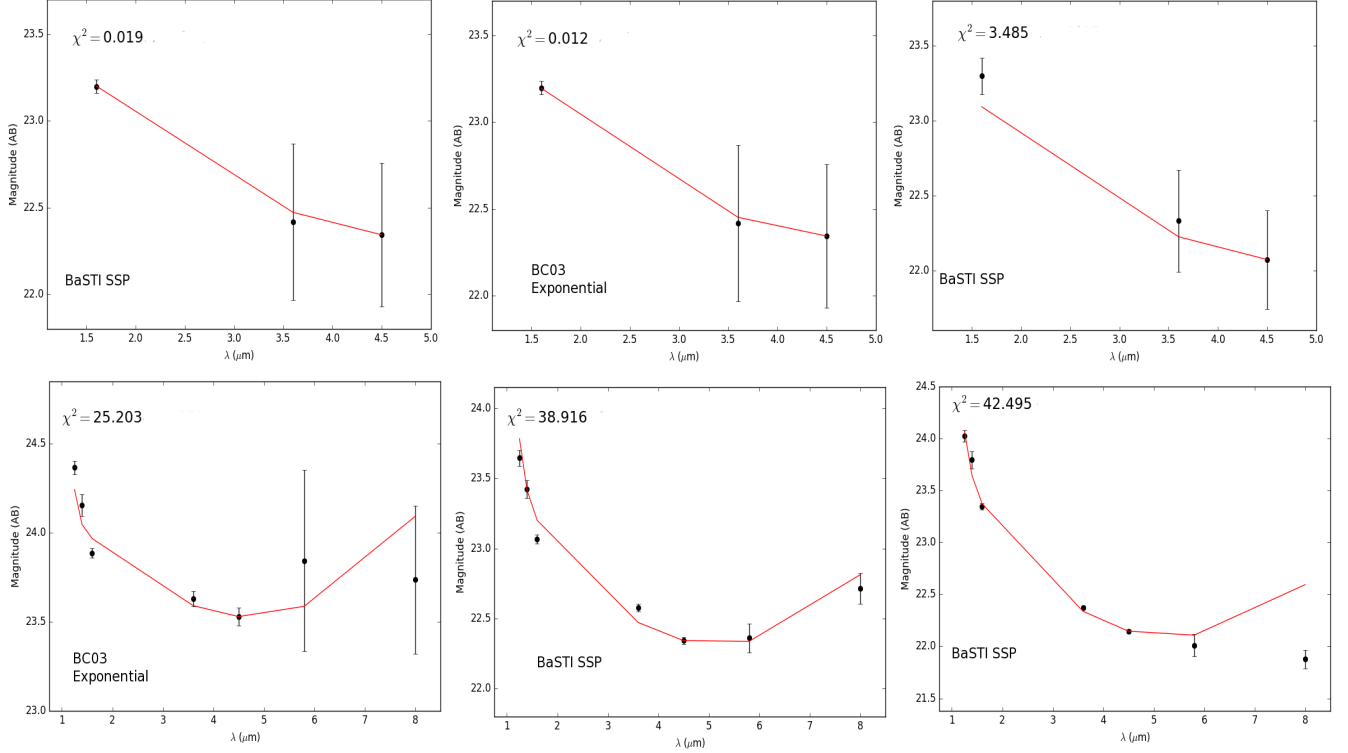 χ² = 0.019
BaSTI SSP
Magnitude (AB)
23.5
23.0
22.5
22.0
1.5 2.0 2.5 3.0 3.5 4.0 4.5 5.0
λ (μm)
χ² = 0.012
BC03
Exponential
Magnitude (AB)
23.5
23.0
22.5
22.0
1.5 2.0 2.5 3.0 3.5 4.0 4.5 5.0
λ (μm)
χ² = 3.485
BaSTI SSP
Magnitude (AB)
23.5
23.0
22.5
22.0
1.5 2.0 2.5 3.0 3.5 4.0 4.5 5.0
λ (μm)
χ² = 25.203
BC03
Exponential
Magnitude (AB)
24.5
24.0
23.5
23.0
1 2 3 4 5 6 7 8
λ (μm)
χ² = 38.916
BaSTI SSP
Magnitude (AB)
24.0
23.5
23.0
22.5
22.0
1 2 3 4 5 6 7 8
λ (μm)
χ² = 42.495
BaSTI SSP
Magnitude (AB)
24.5
24.0
23.5
23.0
22.5
22.0
21.5
1 2 3 4 5 6 7 8
λ (μm)